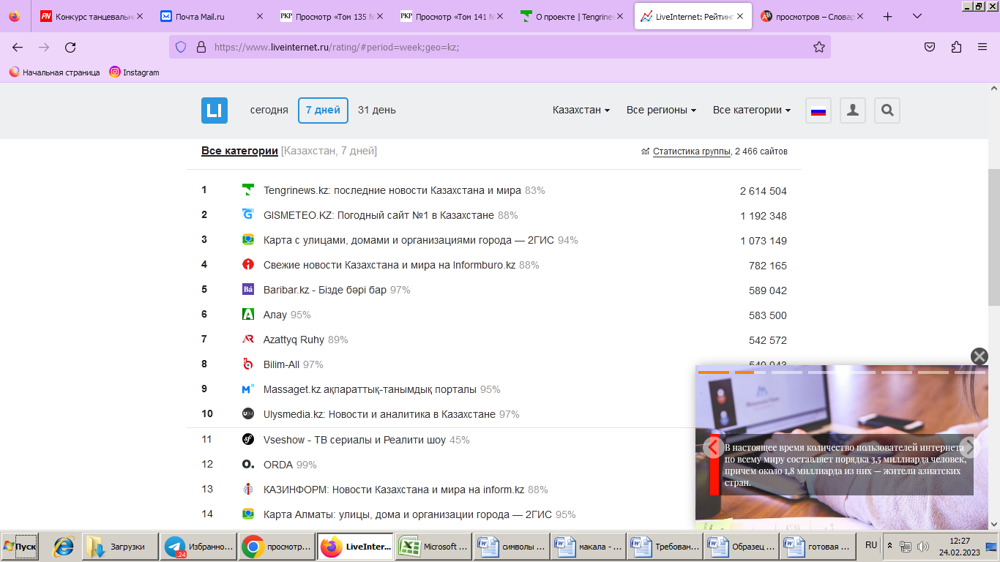 Конкурс танцевальн
Почта Mail.ru
Просмотр «Том 135 №
Просмотр «Том 141 №
О проекте | Tengrinew
LiveInternet: Рейтинг
просмотров – Словар
https://www.liveinternet.ru/rating/#period=week;geo=kz;
Начальная страница
Instagram
LI
сегодня
7 дней
31 день
Казахстан
Все регионы
Все категории
Все категории [Казахстан, 7 дней]
Статистика группы, 2 466 сайтов
1 Tengrinews.kz: последние новости Казахстана и мира 83% 2 614 504
2 GISMETEO.KZ: Погодный сайт №1 в Казахстане 88% 1 192 348
3 Карта с улицами, домами и организациями города — 2ГИС 94% 1 073 149
4 Свежие новости Казахстана и мира на Informburo.kz 88% 782 165
5 Baribar.kz - Бізде бәрі бар 97% 589 042
6 Алау 95% 583 500
7 Azattyq Ruhy 89% 542 572
8 Bilim-All 97%
9 Massaget.kz ақпараттық-танымдық порталы 95%
10 Ulysmedia.kz: Новости и аналитика в Казахстане 97%
11 Vseshow - ТВ сериалы и Реалити шоу 45%
12 ORDA 99%
13 КАЗИНФОРМ: Новости Казахстана и мира на inform.kz 88%
14 Карта Алматы: улицы, дома и организации города — 2ГИС 95%
В настоящее время количество пользователей интернета
по всему миру составляет порядка 3,5 миллиарда человек,
причем около 1,8 миллиарда из них — жители азиатских
стран.
Пуск
Загрузки
Избранно...
24
просмотр...
LiveInter...
Microsoft ...
символы ...
макала - ...
Требован...
Образец ...
готовая ...
RU
12:27
24.02.2023